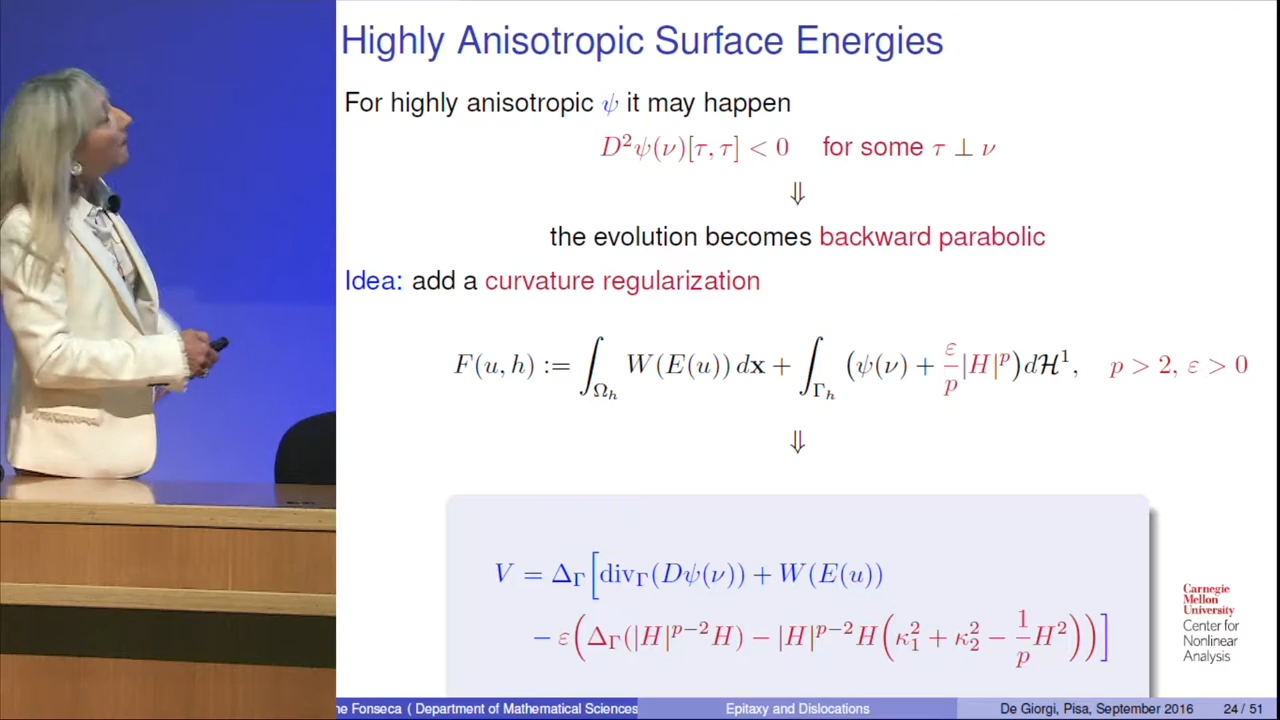 Highly Anisotropic Surface Energies
For highly anisotropic ψ it may happen
D²ψ(ν)[τ, τ] < 0 for some τ ⊥ ν
⇓
the evolution becomes backward parabolic
Idea: add a curvature regularization
F(u, h) := ∫_{Ω_h} W(E(u)) dx + ∫_{Γ_h} (ψ(ν) + ε/p |H|^p) dℋ¹, p > 2, ε > 0
⇓
V = Δ_Γ [div_Γ(Dψ(ν)) + W(E(u))
− ε(Δ_Γ(|H|^{p−2}H) − |H|^{p−2}H(κ₁² + κ₂² − 1/p H²))]
Carnegie
Mellon
University
Center for
Nonlinear
Analysis
ne Fonseca ( Department of Mathematical Sciences Epitaxy and Dislocations De Giorgi, Pisa, September 2016 24 / 51